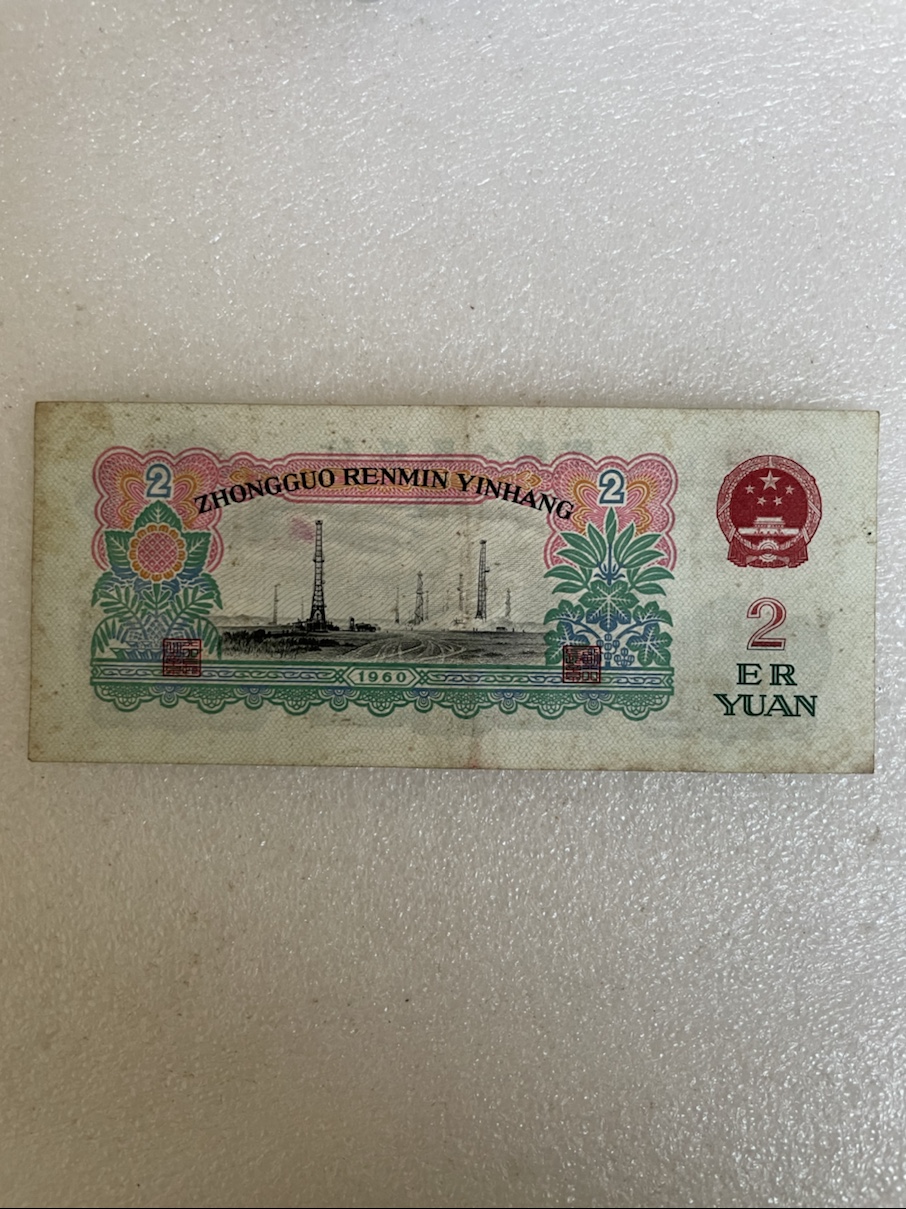 2
2
ZHONGGUO RENMIN YINHANG
1960
2
ER
YUAN